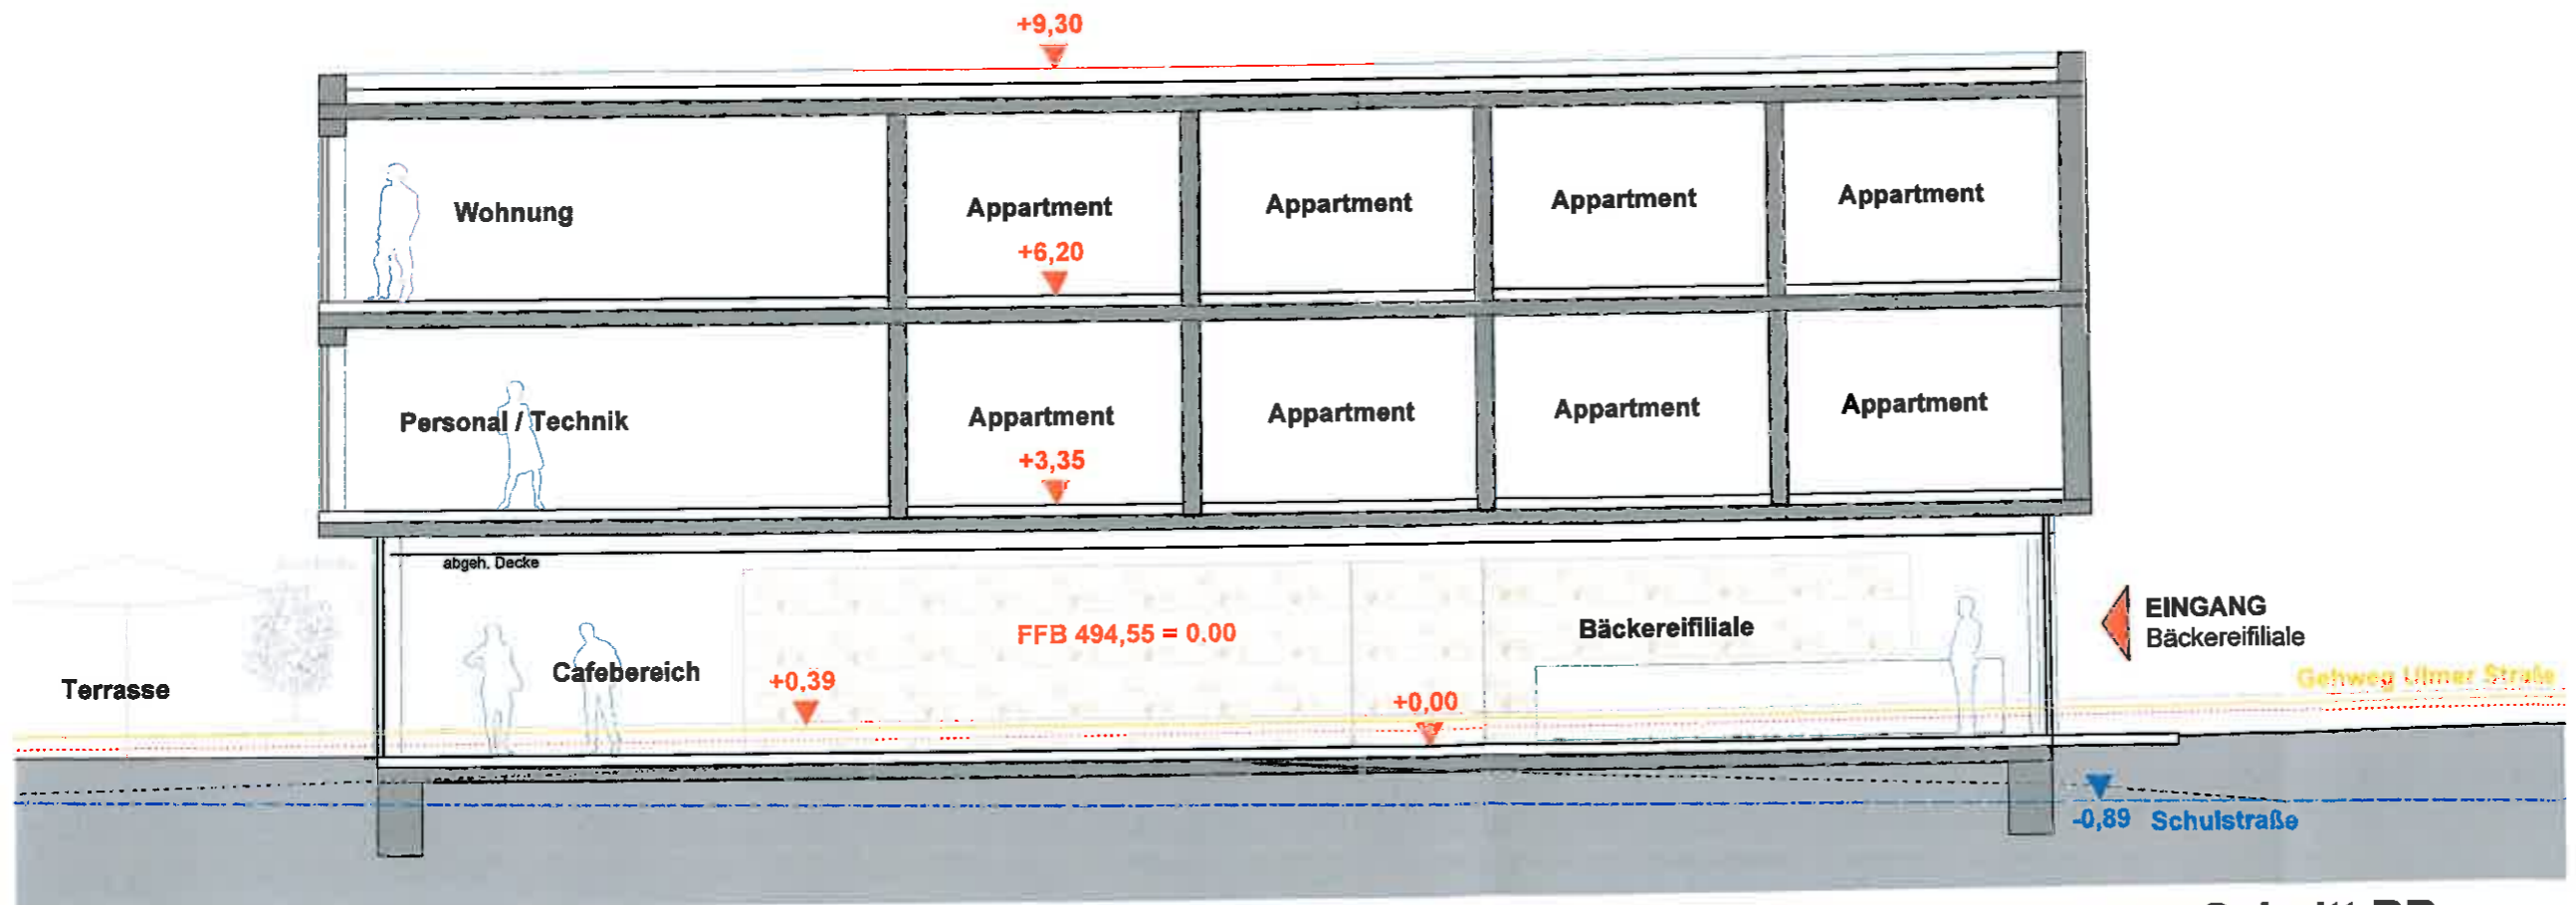 +9,30
Wohnung
Appartment
Appartment
Appartment
Appartment
+6,20
Personal / Technik
Appartment
Appartment
Appartment
Appartment
+3,35
abgeh. Decke
FFB 494,55 = 0.00
Bäckereifiliale
EINGANG
Bäckereifiliale
Cafebereich
Terrasse
+0,39
+0,00
Gehweg Ulmer Straße
-0,89 Schulstraße